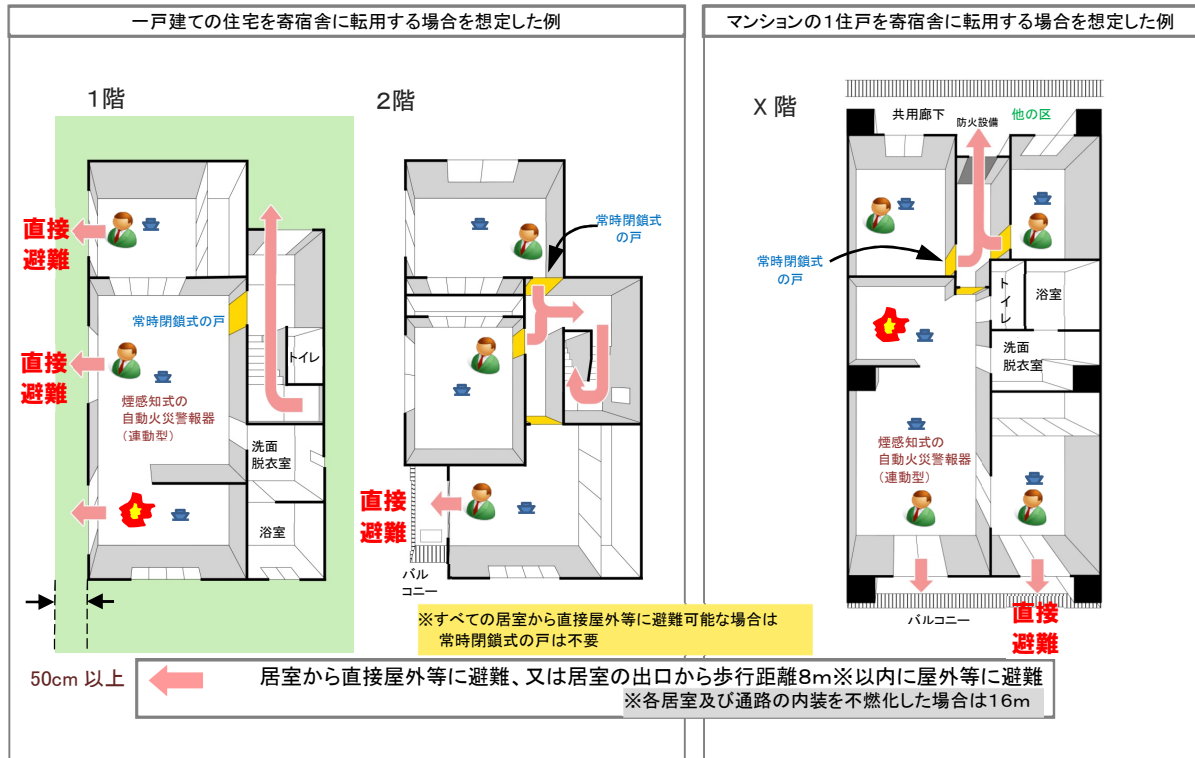 一戸建ての住宅を寄宿舎に転用する場合を想定した例
1階
2階
直接
避難
常時閉鎖式
の戸
常時閉鎖式の戸
直接
避難
トイレ
煙感知式の
自動火災警報器
(連動型)
洗面
脱衣室
浴室
直接
避難
バル
コニー
※すべての居室から直接屋外等に避難可能な場合は
常時閉鎖式の戸は不要
50cm 以上
居室から直接屋外等に避難、又は居室の出口から歩行距離8m※以内に屋外等に避難
※各居室及び通路の内装を不燃化した場合は16m
マンションの1住戸を寄宿舎に転用する場合を想定した例
X 階
共用廊下
防火設備
他の区
常時閉鎖式
の戸
トイレ
浴室
洗面
脱衣室
煙感知式の
自動火災警報器
(連動型)
バルコニー
直接
避難